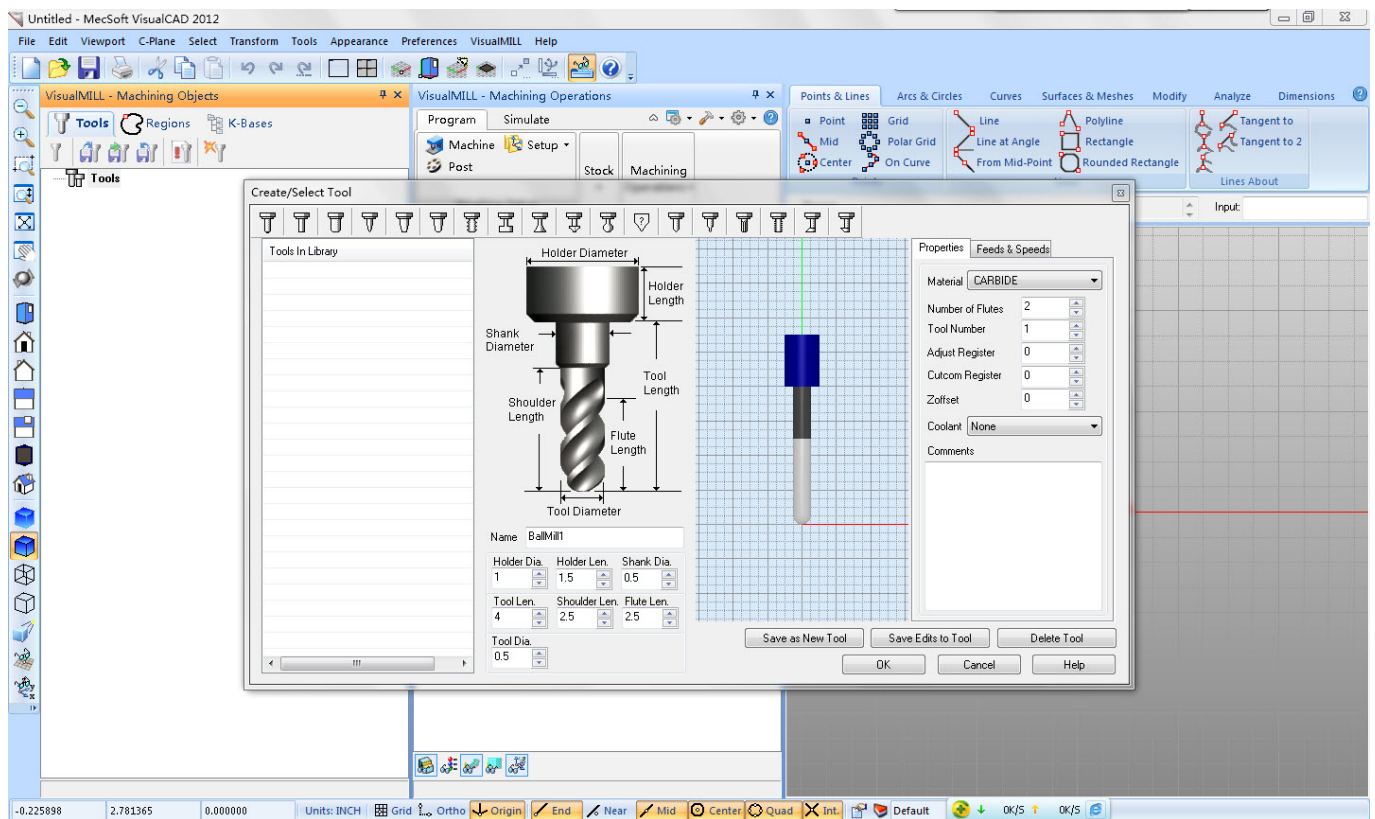 Untitled - MecSoft VisualCAD 2012
File Edit Viewport C-Plane Select Transform Tools Appearance Preferences VisualMILL Help
VisualMILL - Machining Objects
Tools Regions K-Bases
Tools
VisualMILL - Machining Operations
Program Simulate
Machine Setup
Post
Stock
Machining
Points & Lines Arcs & Circles Curves Surfaces & Meshes Modify Analyze Dimensions
Point Grid Line Polyline Tangent to
Mid Polar Grid Line at Angle Rectangle Tangent to 2
Center On Curve From Mid-Point Rounded Rectangle
Lines About
Input:
Create/Select Tool
Tools In Library
Holder Diameter
Holder
Length
Shank
Diameter
Tool
Length
Shoulder
Length
Flute
Length
Tool Diameter
Name BallMill1
Holder Dia. Holder Len. Shank Dia.
1 1.5 0.5
Tool Len. Shoulder Len. Flute Len.
4 2.5 2.5
Tool Dia.
0.5
Properties Feeds & Speeds
Material CARBIDE
Number of Flutes 2
Tool Number 1
Adjust Register 0
Cutcom Register 0
Zoffset 0
Coolant None
Comments
Save as New Tool Save Edits to Tool Delete Tool
OK Cancel Help
-0.225898 2.781365 0.000000 Units: INCH Grid Ortho Origin End Near Mid Center Quad Int. Default 0K/S 0K/S